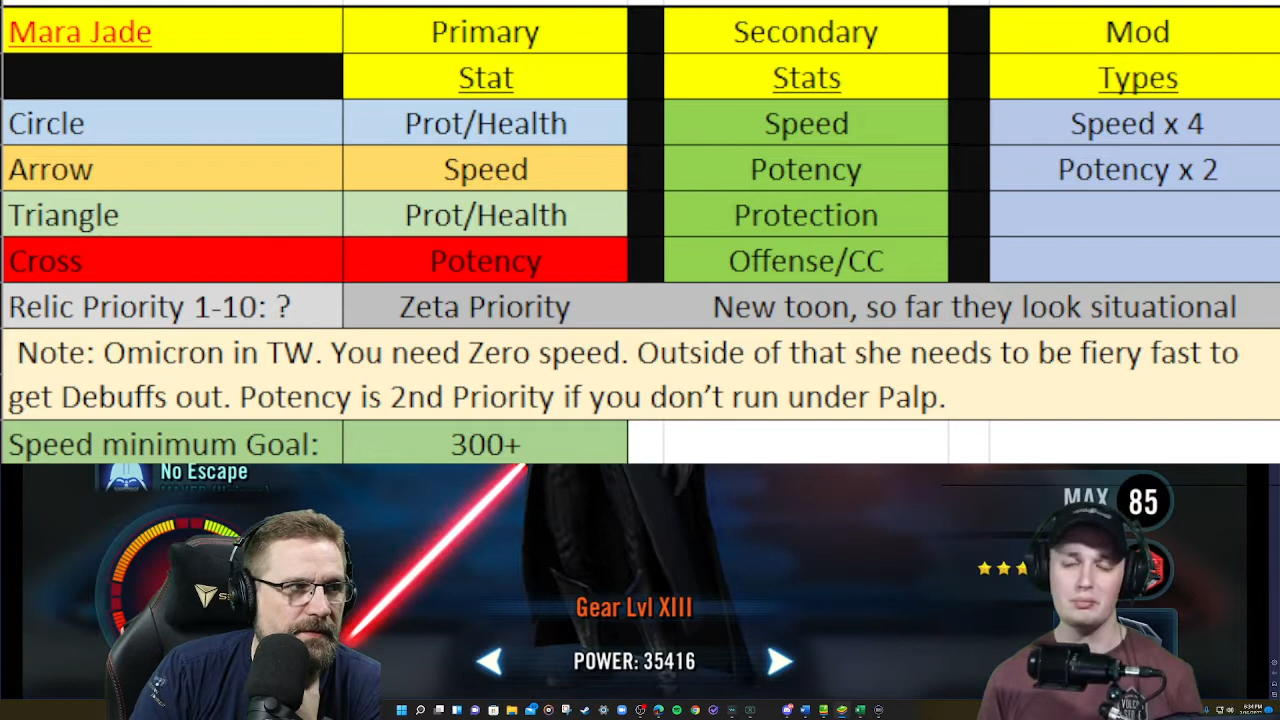 Mara Jade Primary Secondary Mod
Stat Stats Types
Circle Prot/Health Speed Speed x 4
Arrow Speed Potency Potency x 2
Triangle Prot/Health Protection
Cross Potency Offense/CC
Relic Priority 1-10: ? Zeta Priority New toon, so far they look situational
Note: Omicron in TW. You need Zero speed. Outside of that she needs to be fiery fast to
get Debuffs out. Potency is 2nd Priority if you don’t run under Palp.
Speed minimum Goal: 300+
No Escape
MAX 85
Gear Lvl XIII
POWER: 35416